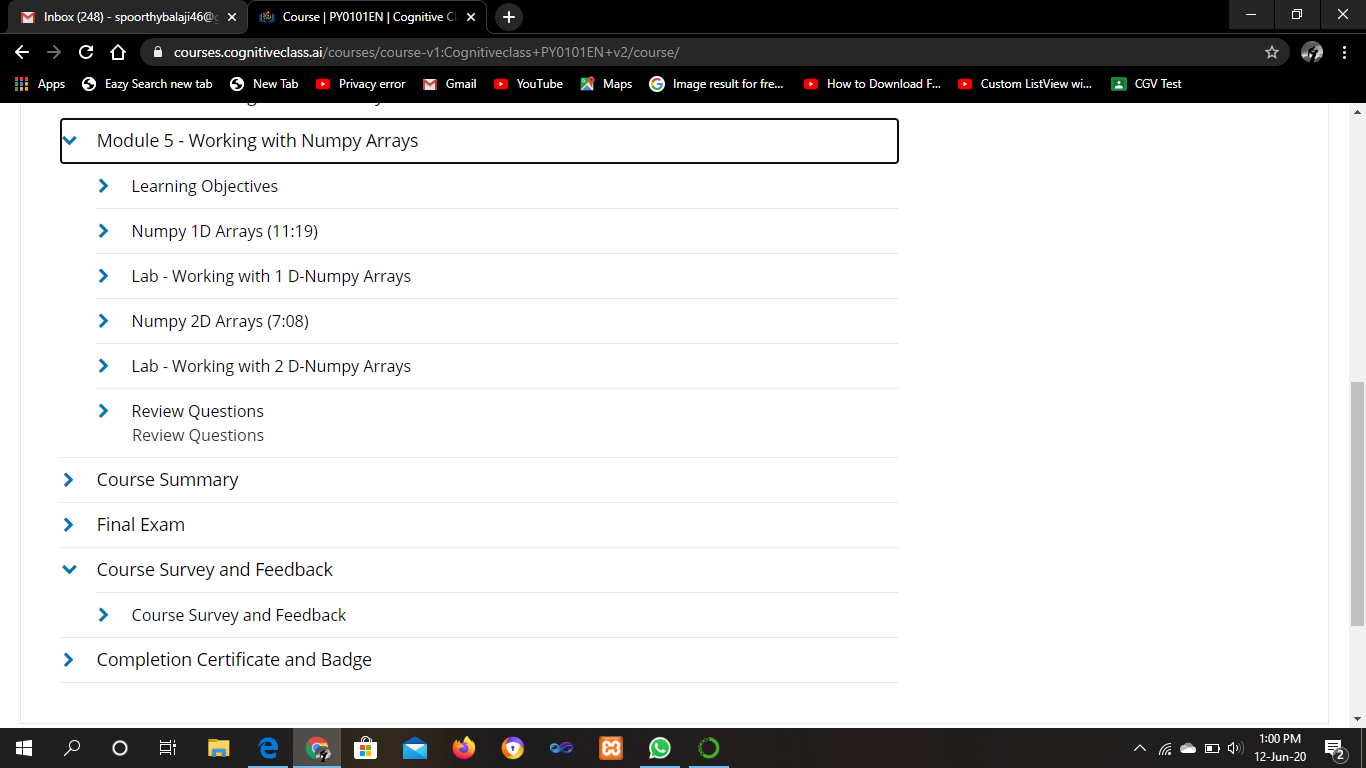 Inbox (248) - spoorthybalaji46@g
Course | PY0101EN | Cognitive Cl
courses.cognitiveclass.ai/courses/course-v1:Cognitiveclass+PY0101EN+v2/course/
Apps Eazy Search new tab New Tab Privacy error Gmail YouTube Maps Image result for fre... How to Download F... Custom ListView wi... CGV Test
Module 5 - Working with Numpy Arrays
Learning Objectives
Numpy 1D Arrays (11:19)
Lab - Working with 1 D-Numpy Arrays
Numpy 2D Arrays (7:08)
Lab - Working with 2 D-Numpy Arrays
Review Questions
Review Questions
Course Summary
Final Exam
Course Survey and Feedback
Course Survey and Feedback
Completion Certificate and Badge
1:00 PM
12-Jun-20
2